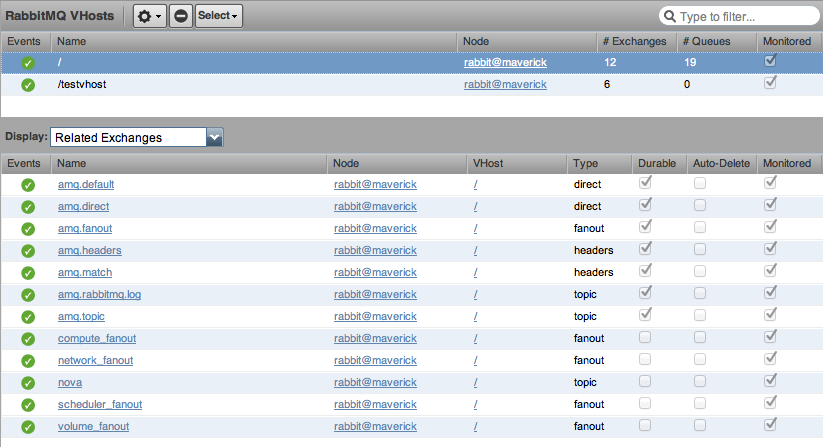 RabbitMQ VHosts Select Type to filter...
Events Name Node # Exchanges # Queues Monitored
/ rabbit@maverick 12 19
/testvhost rabbit@maverick 6 0
Display: Related Exchanges
Events Name Node VHost Type Durable Auto-Delete Monitored
amq.default rabbit@maverick / direct
amq.direct rabbit@maverick / direct
amq.fanout rabbit@maverick / fanout
amq.headers rabbit@maverick / headers
amq.match rabbit@maverick / headers
amq.rabbitmq.log rabbit@maverick / topic
amq.topic rabbit@maverick / topic
compute_fanout rabbit@maverick / fanout
network_fanout rabbit@maverick / fanout
nova rabbit@maverick / topic
scheduler_fanout rabbit@maverick / fanout
volume_fanout rabbit@maverick / fanout